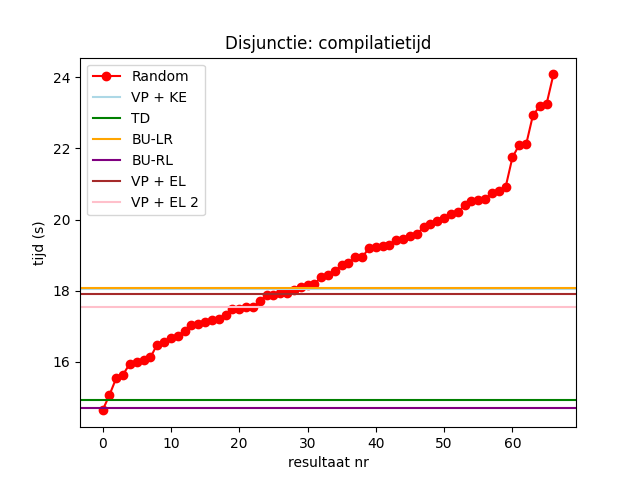 Disjunctie: compilatietijd
Random
VP + KE
TD
BU-LR
BU-RL
VP + EL
VP + EL 2
tijd (s)
24
22
20
18
16
0 10 20 30 40 50 60
resultaat nr